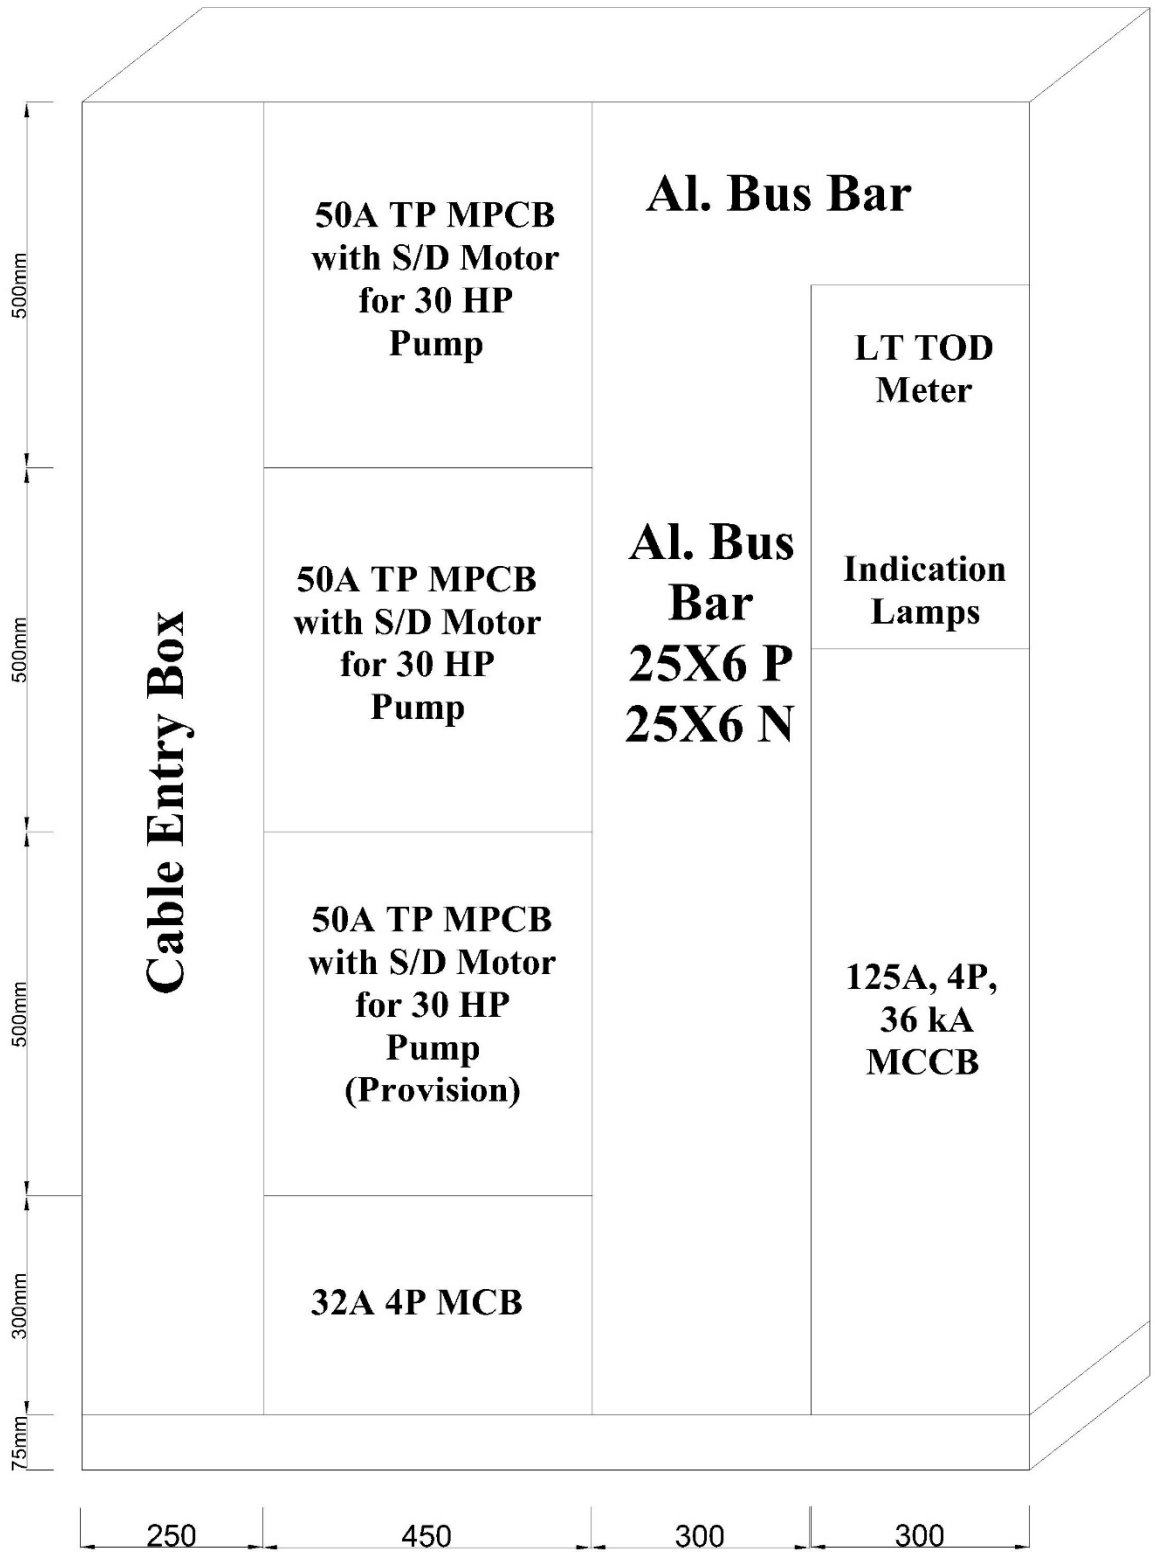 50A TP MPCB
with S/D Motor
for 30 HP
Pump
Al. Bus Bar
LT TOD
Meter
500mm
50A TP MPCB
with S/D Motor
for 30 HP
Pump
Al. Bus
Bar
25X6 P
25X6 N
Indication
Lamps
500mm
Cable Entry Box
50A TP MPCB
with S/D Motor
for 30 HP
Pump
(Provision)
125A, 4P,
36 kA
MCCB
500mm
32A 4P MCB
300mm
75mm
250
450
300
300